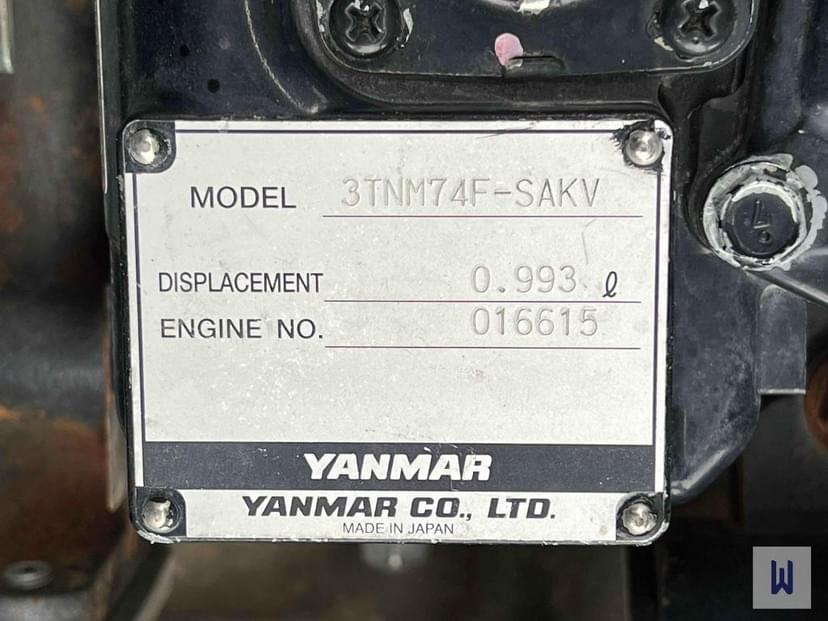 MODEL 3TNM74F-SAKV
DISPLACEMENT 0.993 ℓ
ENGINE NO. 016615
YANMAR
YANMAR CO., LTD.
MADE IN JAPAN
W